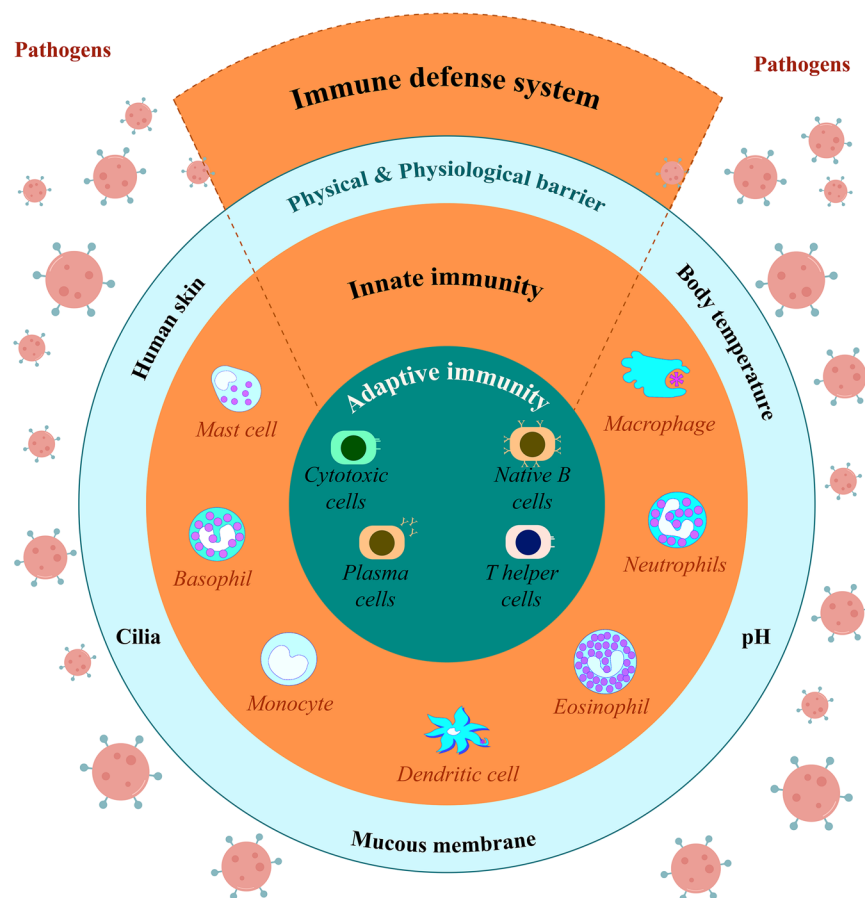 Pathogens
Pathogens
Immune defense system
Physical & Physiological barrier
Human skin
Innate immunity
Body temperature
Adaptive immunity
Mast cell
Macrophage
Cytotoxic
cells
Native B
cells
Basophil
Plasma
cells
T helper
cells
Neutrophils
Cilia
pH
Monocyte
Eosinophil
Dendritic cell
Mucous membrane